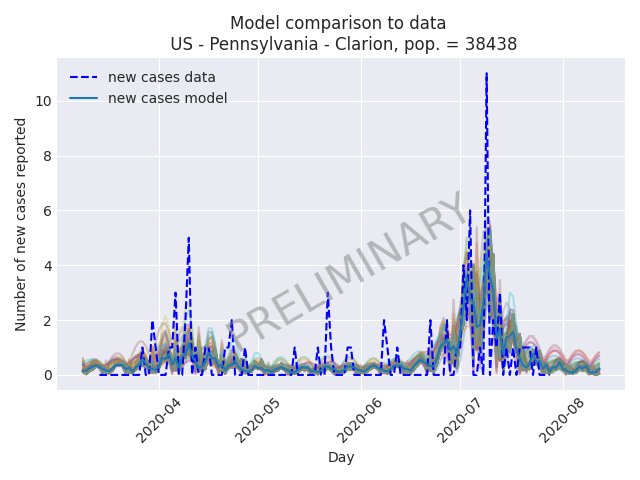 Model comparison to data
US - Pennsylvania - Clarion, pop. = 38438
new cases data
new cases model
Number of new cases reported
10
8
6
4
2
0
PRELIMINARY
2020-04
2020-05
2020-06
2020-07
2020-08
Day